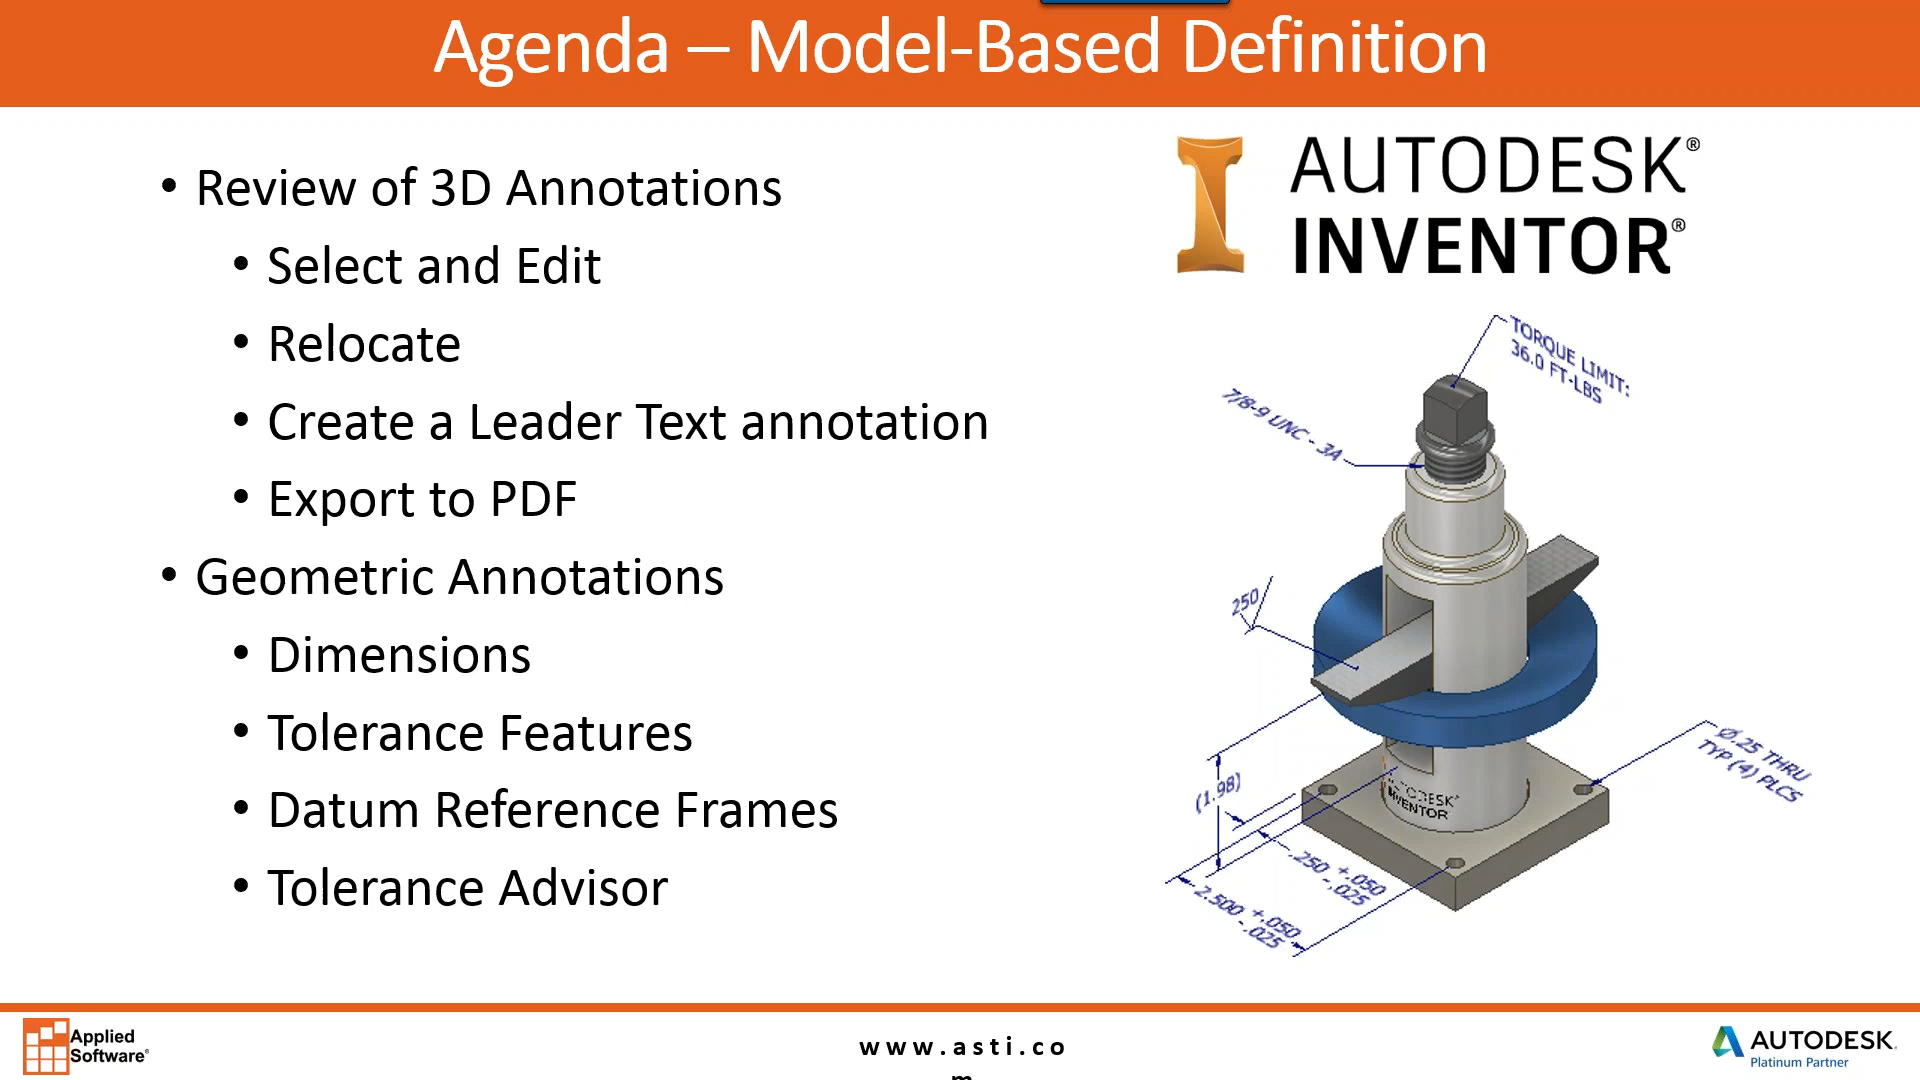 Agenda – Model-Based Definition
• Review of 3D Annotations
• Select and Edit
• Relocate
• Create a Leader Text annotation
• Export to PDF
• Geometric Annotations
• Dimensions
• Tolerance Features
• Datum Reference Frames
• Tolerance Advisor
AUTODESK®
INVENTOR®
TORQUE LIMIT:
36.0 FT-LBS
7/8-9 UNC - 3A
250
(1.98)
Ø.25 THRU
TYP (4) PLCS
AUTODESK®
INVENTOR
.250 +.050
-.025
2.500 +.050
-.025
Applied
Software®
www.asti.co
m
AUTODESK.
Platinum Partner